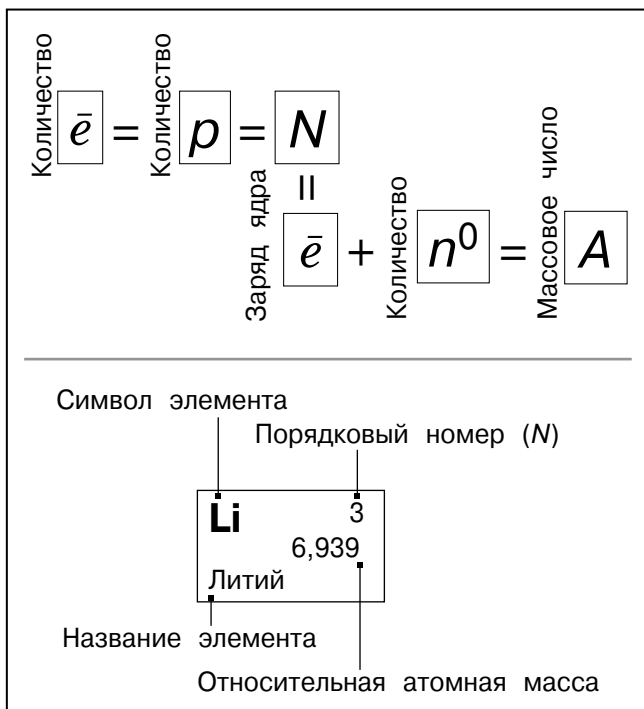 Количество ē = Количество p = N
=
Заряд ядра ē + Количество n⁰ = Массовое число A
Символ элемента
Порядковый номер (N)
Li 3
6,939
Литий
Название элемента
Относительная атомная масса